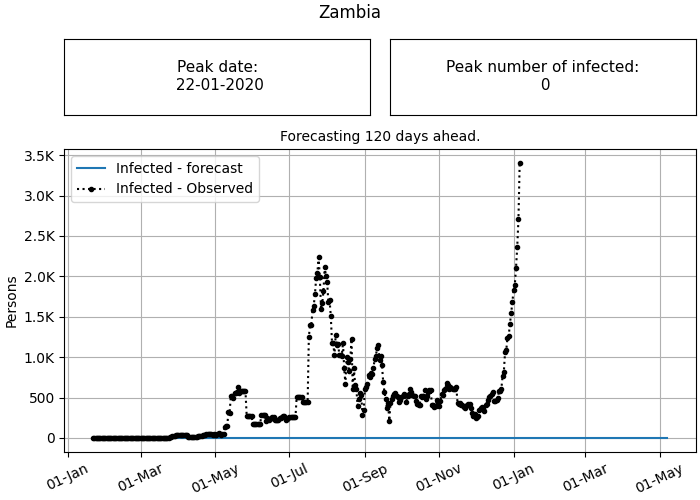 Zambia
Peak date:
22-01-2020
Peak number of infected:
0
Forecasting 120 days ahead.
Infected - forecast
Infected - Observed
Persons
3.5K
3.0K
2.5K
2.0K
1.5K
1.0K
500
0
01-Jan
01-Mar
01-May
01-Jul
01-Sep
01-Nov
01-Jan
01-Mar
01-May